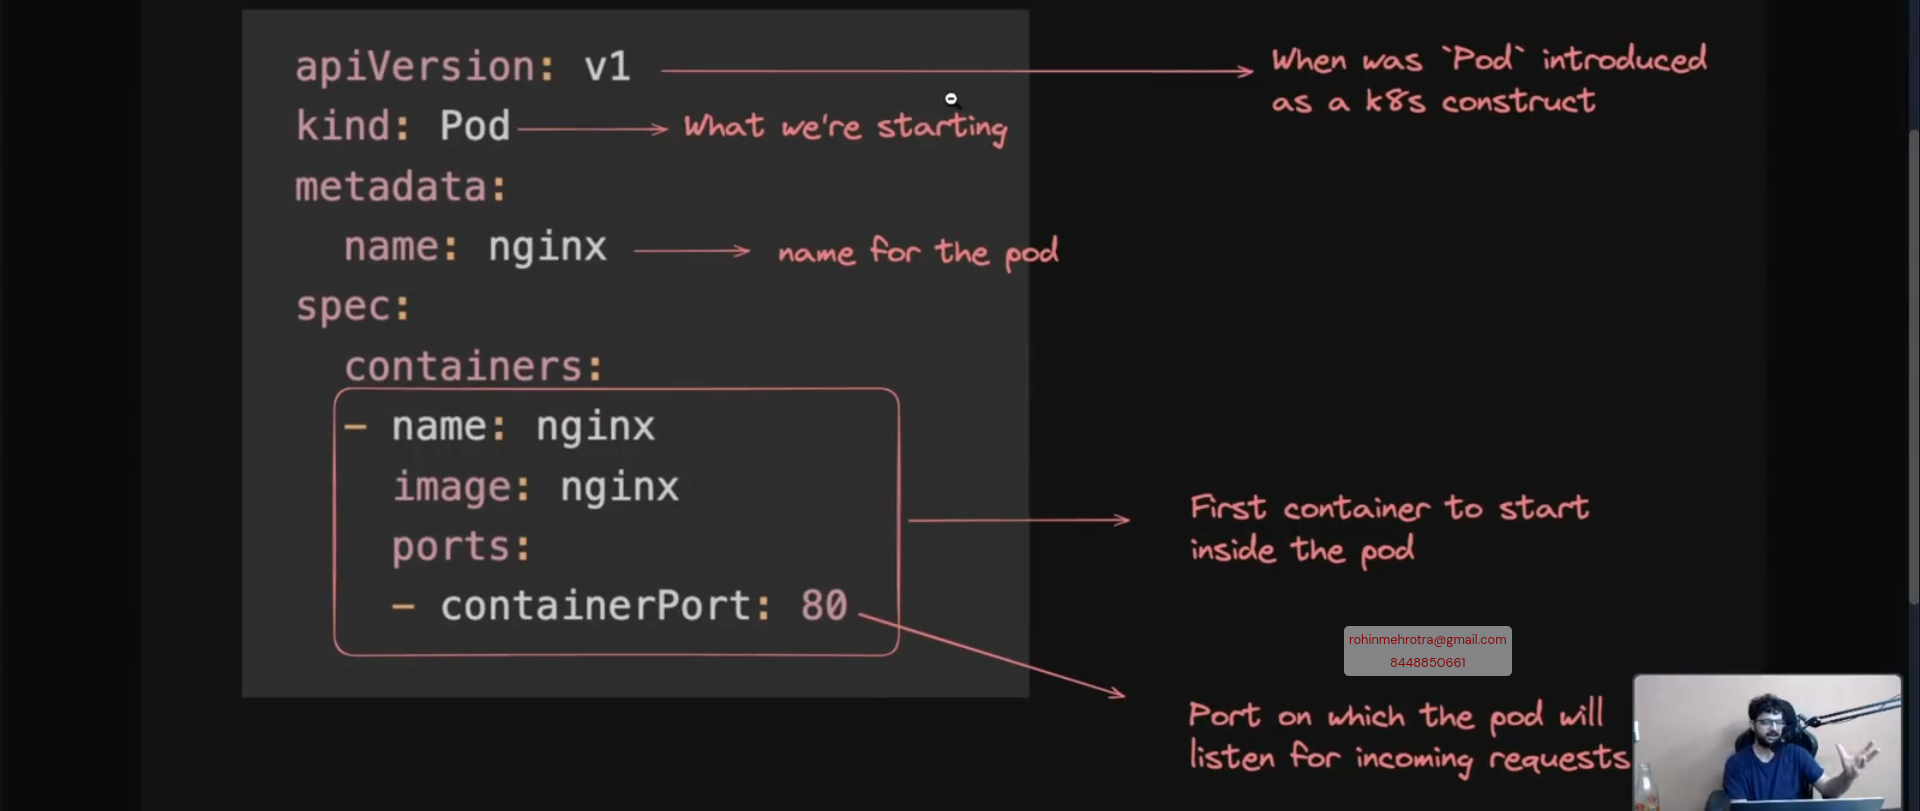 apiVersion: v1
When was `Pod` introduced
as a k8s construct
kind: Pod
What we're starting
metadata:
name: nginx
name for the pod
spec:
containers:
- name: nginx
image: nginx
ports:
- containerPort: 80
First container to start
inside the pod
rohinmehrotra@gmail.com
8448850661
Port on which the pod will
listen for incoming requests